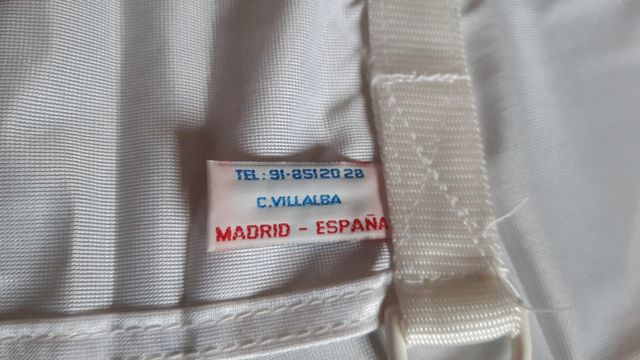 TEL: 91-8512028
C.VILLALBA
MADRID - ESPAÑA